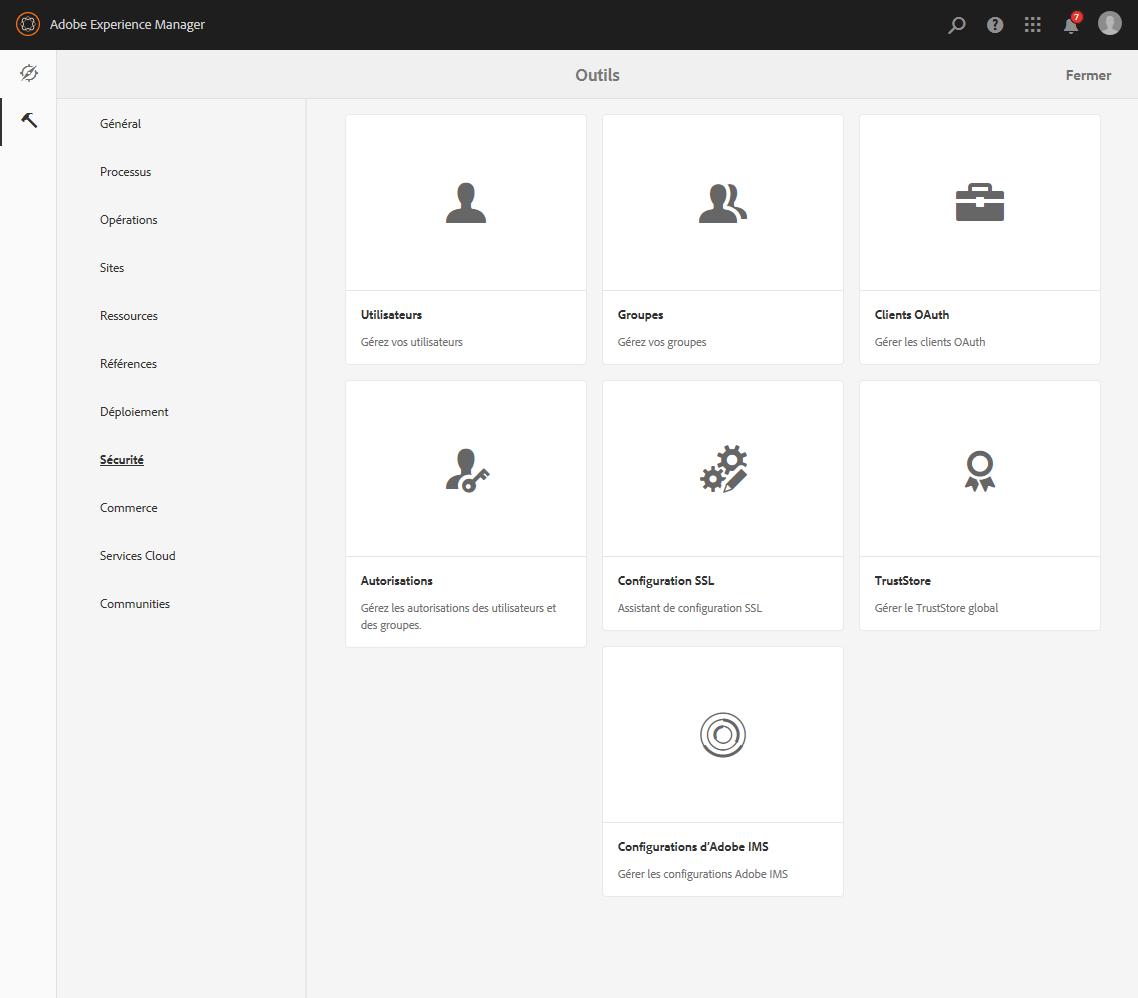 Adobe Experience Manager
7
Outils
Fermer
Général
Processus
Opérations
Sites
Ressources
Références
Déploiement
Sécurité
Commerce
Services Cloud
Communities
Utilisateurs
Gérez vos utilisateurs
Groupes
Gérez vos groupes
Clients OAuth
Gérer les clients OAuth
Autorisations
Gérez les autorisations des utilisateurs et
des groupes.
Configuration SSL
Assistant de configuration SSL
TrustStore
Gérer le TrustStore global
Configurations d’Adobe IMS
Gérer les configurations Adobe IMS